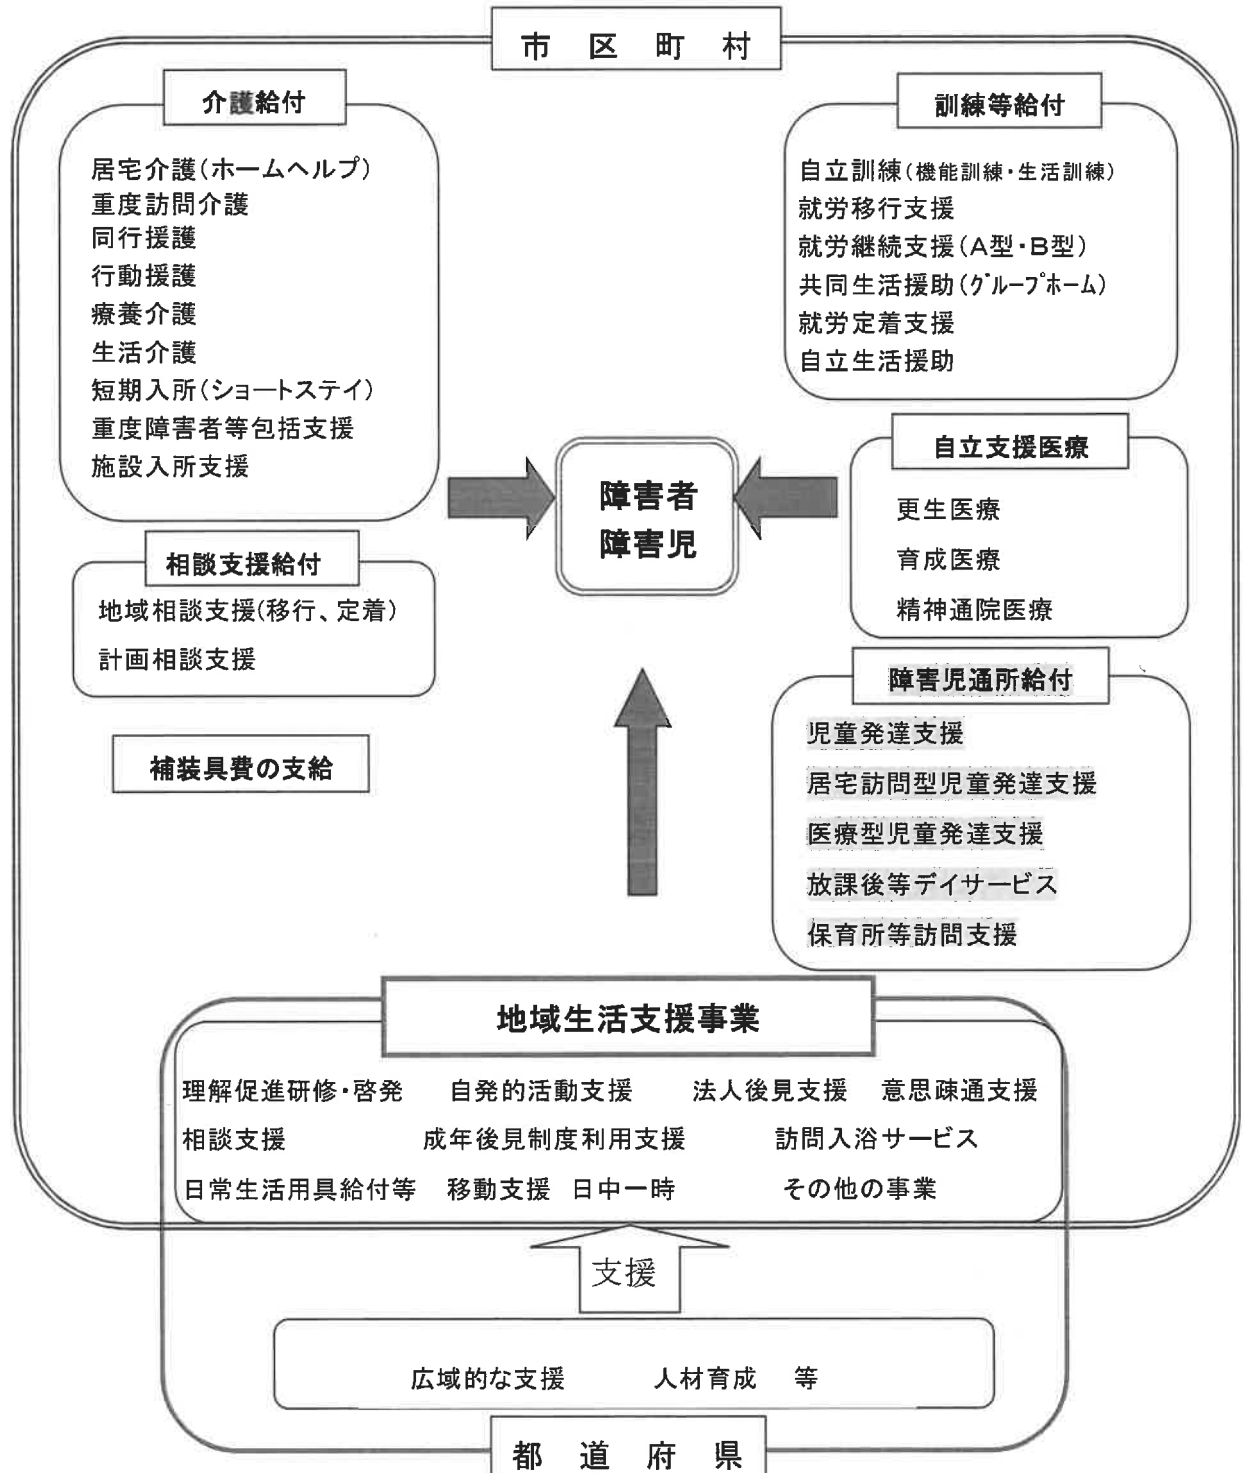 市区町村
介護給付
居宅介護(ホームヘルプ)
重度訪問介護
同行援護
行動援護
療養介護
生活介護
短期入所(ショートステイ)
重度障害者等包括支援
施設入所支援
相談支援給付
地域相談支援(移行、定着)
計画相談支援
補装具費の支給
障害者
障害児
訓練等給付
自立訓練(機能訓練・生活訓練)
就労移行支援
就労継続支援(A型・B型)
共同生活援助(グループホーム)
就労定着支援
自立生活援助
自立支援医療
更生医療
育成医療
精神通院医療
障害児通所給付
児童発達支援
居宅訪問型児童発達支援
医療型児童発達支援
放課後等デイサービス
保育所等訪問支援
地域生活支援事業
理解促進研修・啓発 自発的活動支援 法人後見支援 意思疎通支援
相談支援 成年後見制度利用支援 訪問入浴サービス
日常生活用具給付等 移動支援 日中一時 その他の事業
支援
広域的な支援 人材育成 等
都道府県